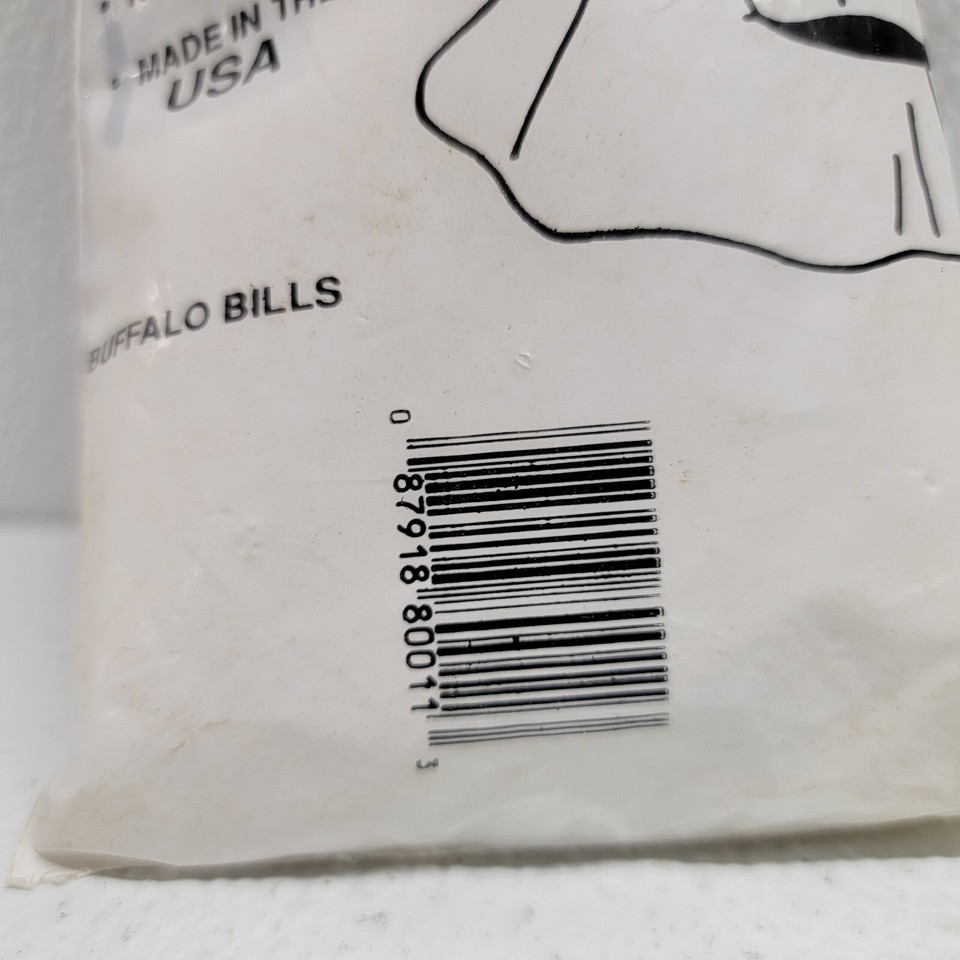 • MADE IN THE
USA
BUFFALO BILLS
0 87918 80011 3